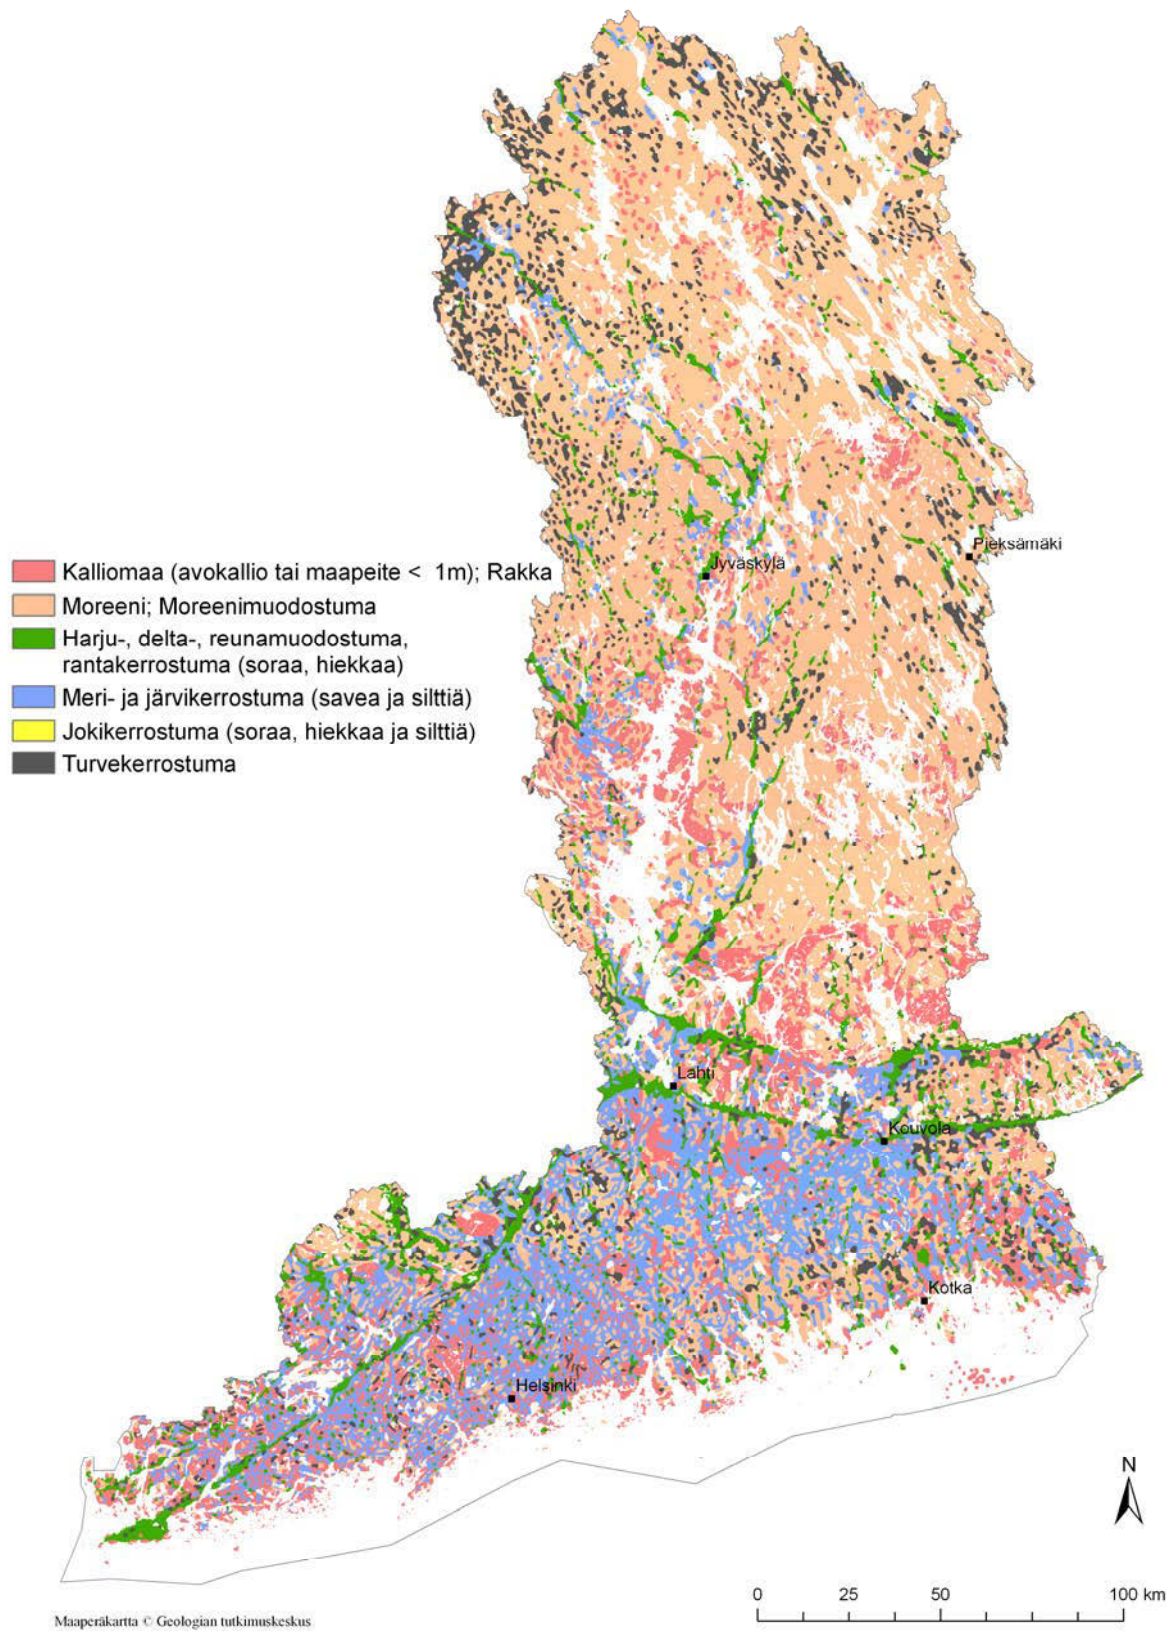 Pieksämäki
Jyväskylä
Kalliomaa (avokallio tai maapeite < 1m); Rakka
Moreeni; Moreenimuodostuma
Harju-, delta-, reunamuodostuma,
rantakerrostuma (soraa, hiekkaa)
Meri- ja järvikerrostuma (savea ja silttiä)
Jokikerrostuma (soraa, hiekkaa ja silttiä)
Turvekerrostuma
Lahti
Kouvola
Kotka
Helsinki
N
0 25 50 100 km
Maaperäkartta © Geologian tutkimuskeskus